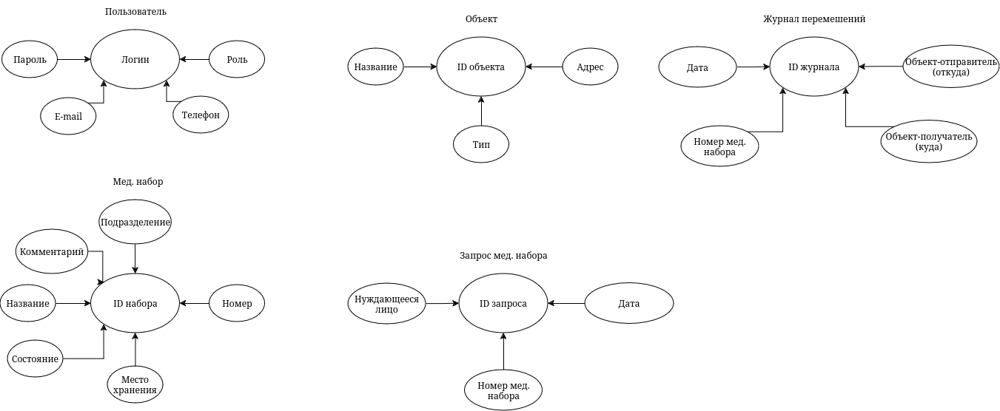 Пользователь
Пароль
Логин
Роль
E-mail
Телефон
Объект
Название
ID объекта
Адрес
Тип
Журнал перемешений
Дата
ID журнала
Объект-отправитель
(откуда)
Номер мед.
набора
Объект-получатель
(куда)
Мед. набор
Подразделение
Комментарий
Название
ID набора
Номер
Состояние
Место
хранения
Запрос мед. набора
Нуждающееся
лицо
ID запроса
Дата
Номер мед.
набора